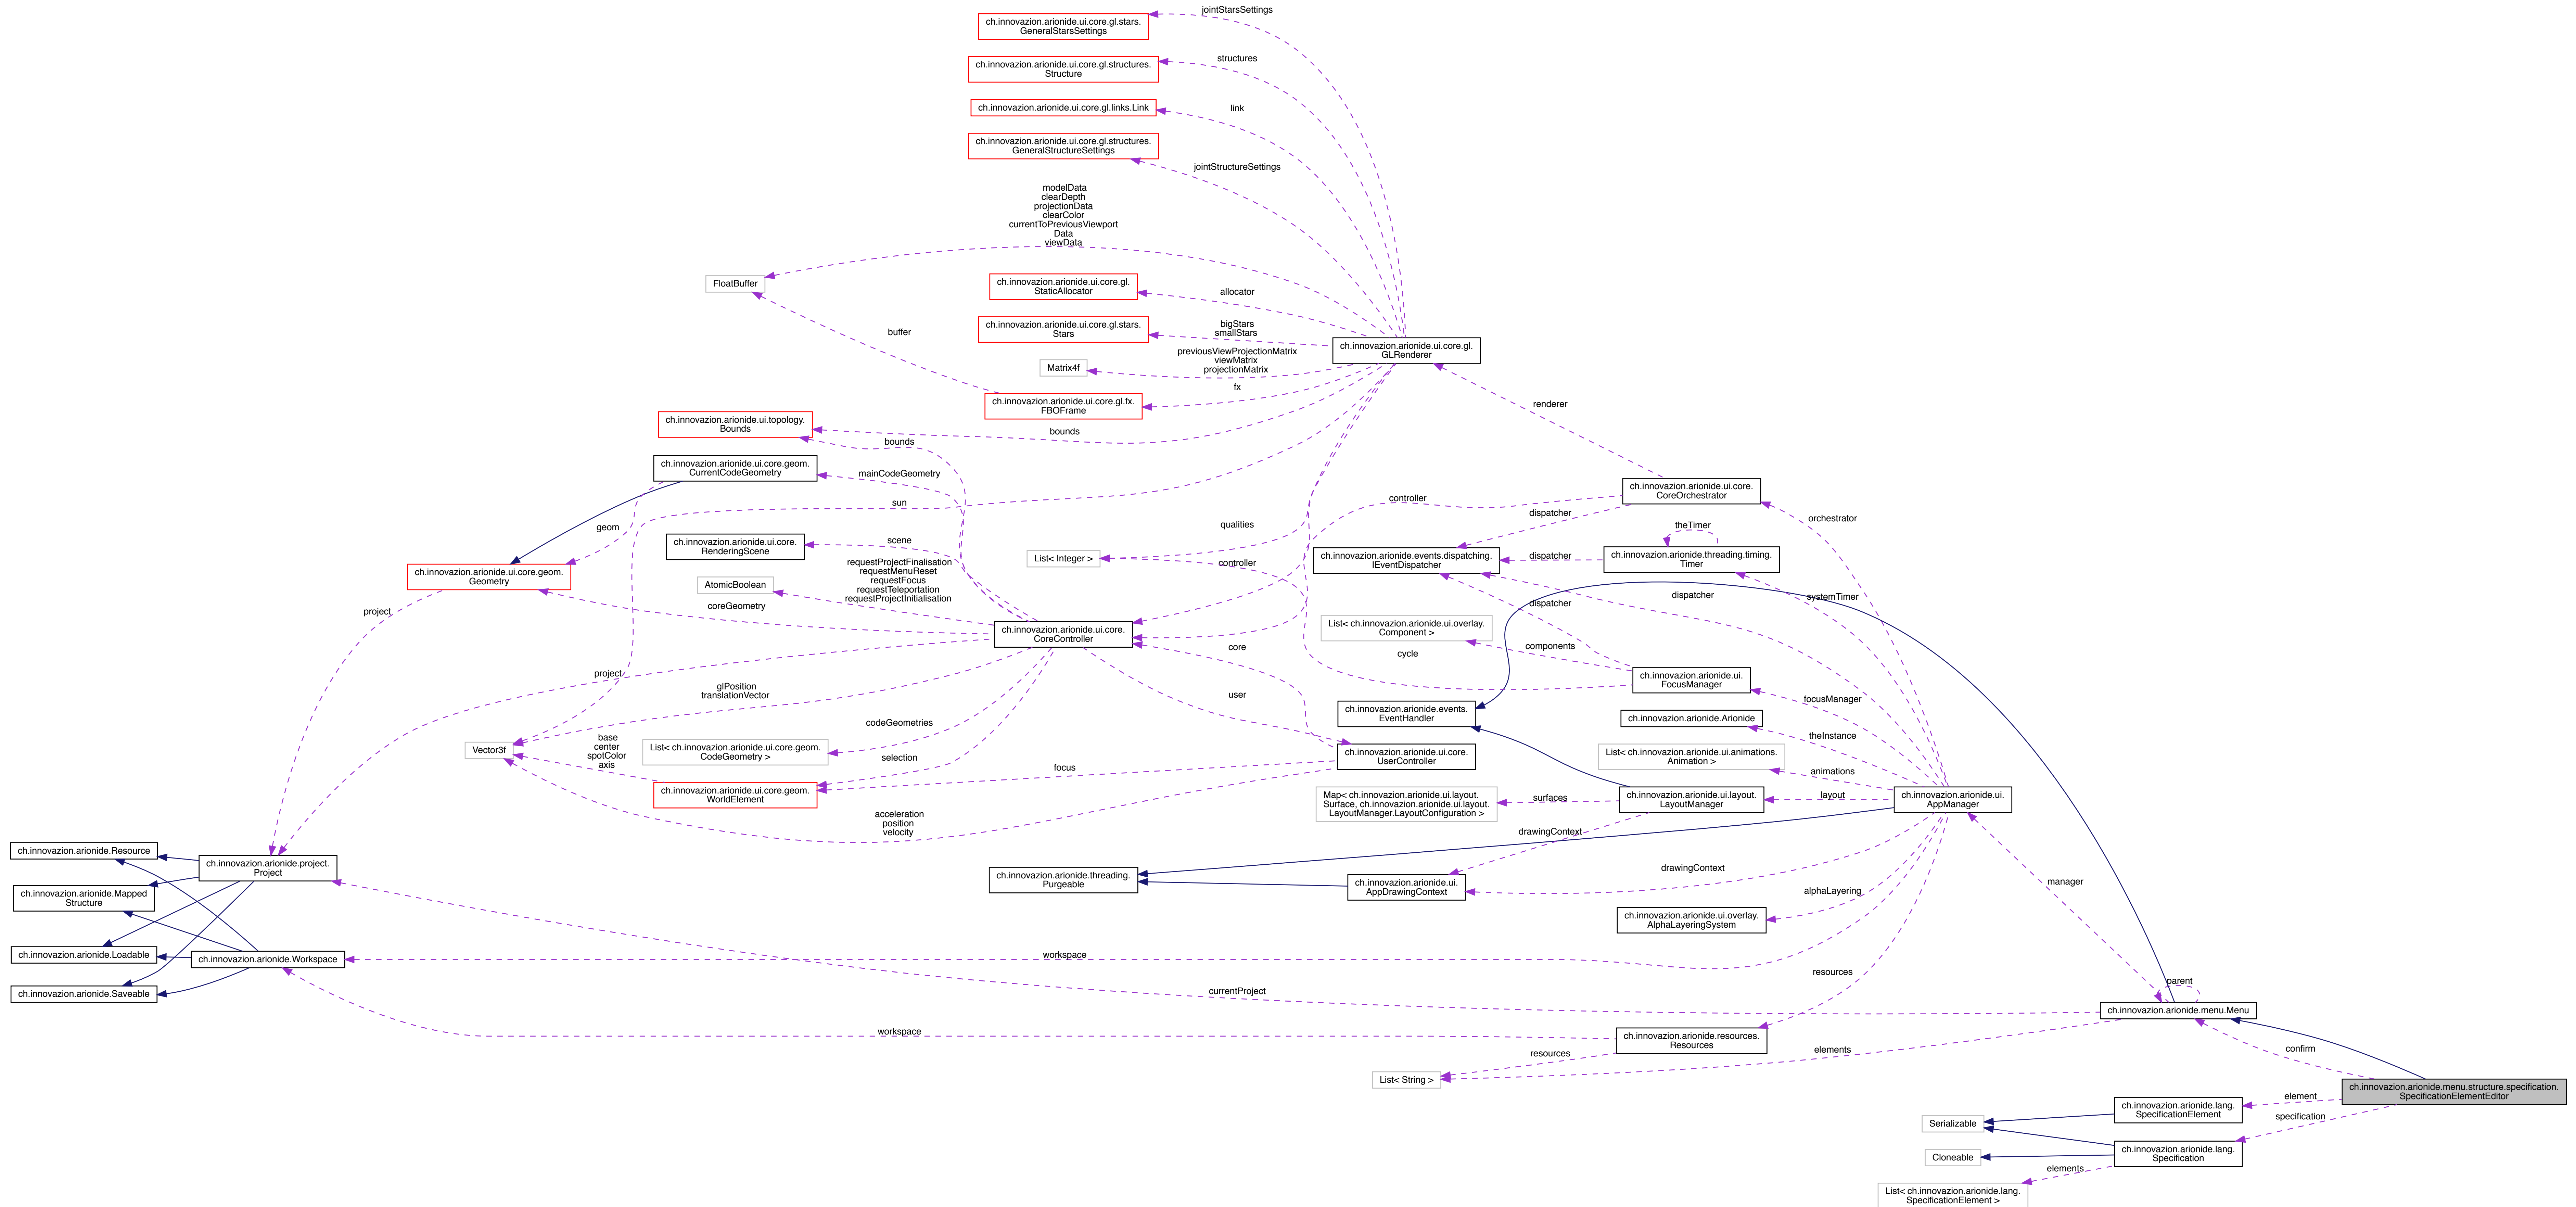 jointStarsSettings
ch.innovazion.arionide.ui.core.gl.stars.
GeneralStarsSettings
structures
ch.innovazion.arionide.ui.core.gl.structures.
Structure
link
ch.innovazion.arionide.ui.core.gl.links.Link
ch.innovazion.arionide.ui.core.gl.structures.
GeneralStructureSettings
jointStructureSettings
modelData
clearDepth
projectionData
clearColor
currentToPreviousViewport
Data
viewData
FloatBuffer
ch.innovazion.arionide.ui.core.gl.
StaticAllocator
allocator
buffer
ch.innovazion.arionide.ui.core.gl.stars.
Stars
bigStars
smallStars
ch.innovazion.arionide.ui.core.gl.
GLRenderer
Matrix4f
previousViewProjectionMatrix
viewMatrix
projectionMatrix
fx
ch.innovazion.arionide.ui.core.gl.fx.
FBOFrame
renderer
ch.innovazion.arionide.ui.topology.
Bounds
bounds
bounds
ch.innovazion.arionide.ui.core.geom.
CurrentCodeGeometry
mainCodeGeometry
sun
controller
ch.innovazion.arionide.ui.core.
CoreOrchestrator
orchestrator
dispatcher
geom
qualities
theTimer
ch.innovazion.arionide.ui.core.
RenderingScene
scene
List< Integer >
controller
ch.innovazion.arionide.events.dispatching.
IEventDispatcher
dispatcher
ch.innovazion.arionide.threading.timing.
Timer
ch.innovazion.arionide.ui.core.geom.
Geometry
AtomicBoolean
requestProjectFinalisation
requestMenuReset
requestFocus
requestTeleportation
requestProjectInitialisation
coreGeometry
project
dispatcher
dispatcher
systemTimer
ch.innovazion.arionide.ui.core.
CoreController
List< ch.innovazion.arionide.ui.overlay.
Component >
core
cycle
components
ch.innovazion.arionide.ui.
FocusManager
project
glPosition
translationVector
user
focusManager
ch.innovazion.arionide.events.
EventHandler
ch.innovazion.arionide.Arionide
theInstance
codeGeometries
Vector3f
base
center
spotColor
axis
List< ch.innovazion.arionide.ui.core.geom.
CodeGeometry >
selection
ch.innovazion.arionide.ui.core.
UserController
List< ch.innovazion.arionide.ui.animations.
Animation >
animations
focus
ch.innovazion.arionide.ui.core.geom.
WorldElement
Map< ch.innovazion.arionide.ui.layout.
Surface, ch.innovazion.arionide.ui.layout.
LayoutManager.LayoutConfiguration >
surfaces
ch.innovazion.arionide.ui.layout.
LayoutManager
layout
ch.innovazion.arionide.ui.
AppManager
acceleration
position
velocity
drawingContext
ch.innovazion.arionide.Resource
ch.innovazion.arionide.project.
Project
ch.innovazion.arionide.threading.
Purgeable
ch.innovazion.arionide.ui.
AppDrawingContext
drawingContext
manager
ch.innovazion.arionide.Mapped
Structure
alphaLayering
ch.innovazion.arionide.ui.overlay.
AlphaLayeringSystem
ch.innovazion.arionide.Loadable
ch.innovazion.arionide.Workspace
workspace
resources
parent
ch.innovazion.arionide.Saveable
currentProject
ch.innovazion.arionide.menu.Menu
workspace
ch.innovazion.arionide.resources.
Resources
resources
elements
confirm
List< String >
ch.innovazion.arionide.menu.structure.specification.
SpecificationElementEditor
element
ch.innovazion.arionide.lang.
SpecificationElement
specification
Serializable
ch.innovazion.arionide.lang.
Specification
Cloneable
elements
List< ch.innovazion.arionide.lang.
SpecificationElement >